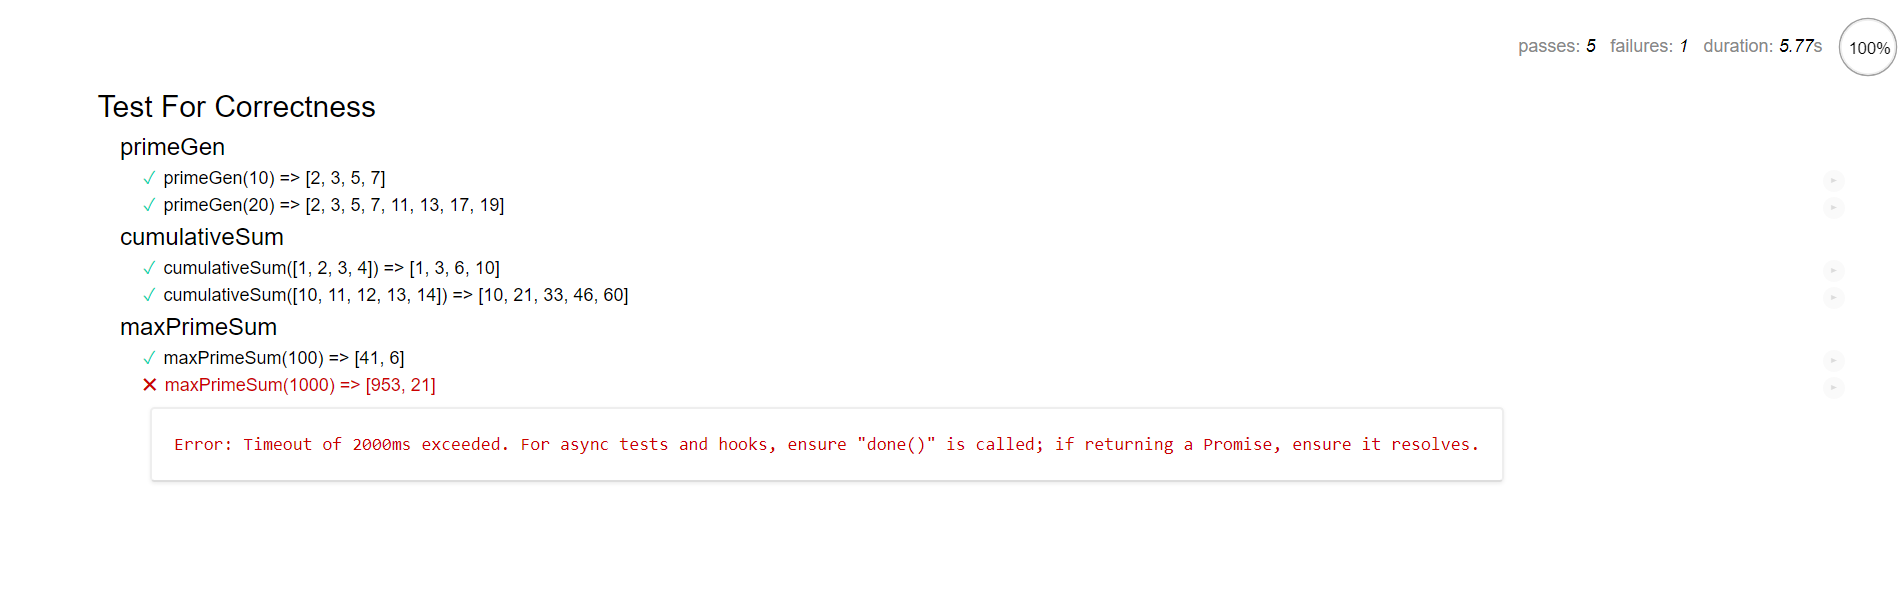 passes: 5 failures: 1 duration: 5.77s 100%
Test For Correctness
primeGen
✓ primeGen(10) => [2, 3, 5, 7]
✓ primeGen(20) => [2, 3, 5, 7, 11, 13, 17, 19]
cumulativeSum
✓ cumulativeSum([1, 2, 3, 4]) => [1, 3, 6, 10]
✓ cumulativeSum([10, 11, 12, 13, 14]) => [10, 21, 33, 46, 60]
maxPrimeSum
✓ maxPrimeSum(100) => [41, 6]
✕ maxPrimeSum(1000) => [953, 21]
Error: Timeout of 2000ms exceeded. For async tests and hooks, ensure "done()" is called; if returning a Promise, ensure it resolves.